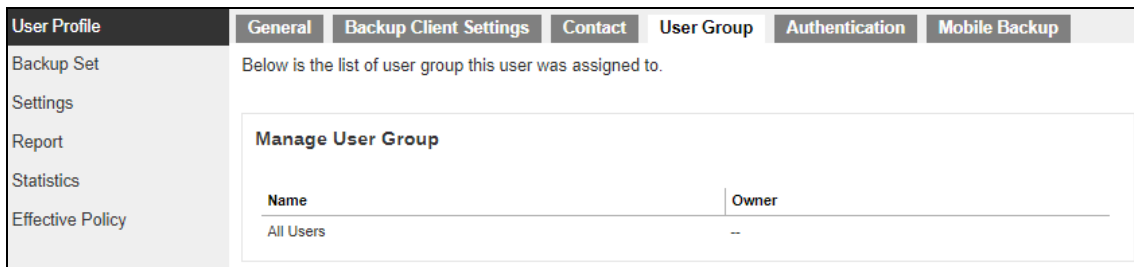 User Profile
General Backup Client Settings Contact User Group Authentication Mobile Backup
Backup Set
Below is the list of user group this user was assigned to.
Settings
Report
Manage User Group
Statistics
Name Owner
Effective Policy
All Users --